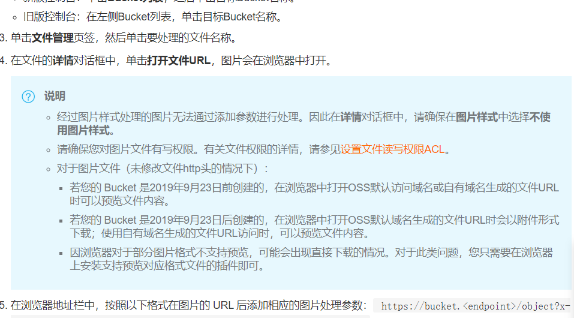 旧版控制台：在左侧Bucket列表，单击目标Bucket名称。
3. 单击文件管理页签，然后单击要处理的文件名称。
4. 在文件的详情对话框中，单击打开文件URL，图片会在浏览器中打开。
说明
经过图片样式处理的图片无法通过添加参数进行处理。因此在详情对话框中，请确保在图片样式中选择不使
用图片样式。
请确保您对图片文件有写权限。有关文件权限的详情，请参见设置文件读写权限ACL。
对于图片文件（未修改文件http头的情况下）：
若您的 Bucket 是2019年9月23日前创建的，在浏览器中打开OSS默认访问域名或自有域名生成的文件URL
时可以预览文件内容。
若您的 Bucket 是2019年9月23日后创建的，在浏览器中打开OSS默认域名生成的文件URL时会以附件形式
下载；使用自有域名生成的文件URL访问时，可以预览文件内容。
因浏览器对于部分图片格式不支持预览，可能会出现直接下载的情况。对于此类问题，您只需要在浏览器
上安装支持预览对应格式文件的插件即可。
5. 在浏览器地址栏中，按照以下格式在图片的 URL 后添加相应的图片处理参数： https://bucket.<endpoint>/object?x-